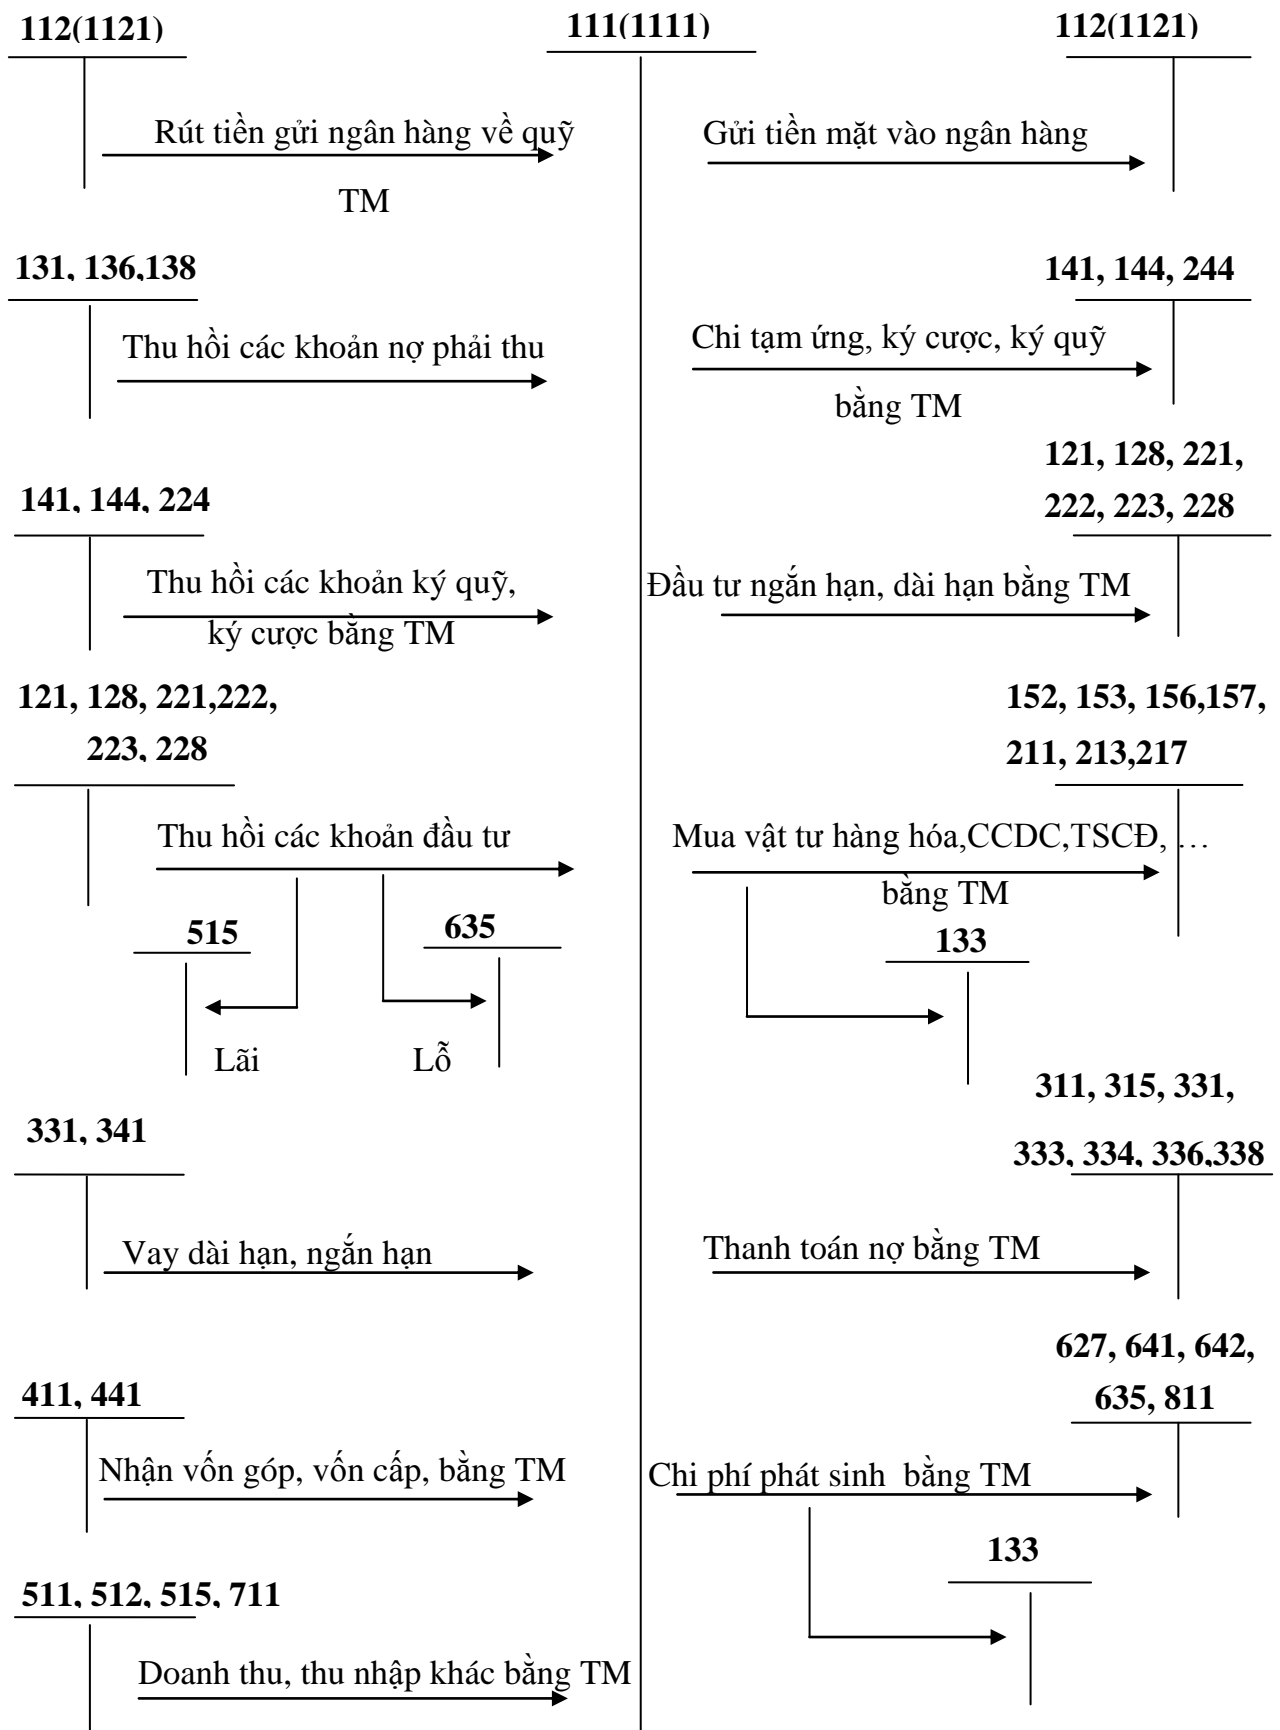 112(1121)
111(1111)
112(1121)
Rút tiền gửi ngân hàng về quỹ
TM
Gửi tiền mặt vào ngân hàng
131, 136,138
141, 144, 244
Thu hồi các khoản nợ phải thu
Chi tạm ứng, ký cược, ký quỹ
bằng TM
141, 144, 224
121, 128, 221,
222, 223, 228
Thu hồi các khoản ký quỹ,
ký cược bằng TM
Đầu tư ngắn hạn, dài hạn bằng TM
121, 128, 221,222,
223, 228
152, 153, 156,157,
211, 213,217
Thu hồi các khoản đầu tư
Mua vật tư hàng hóa,CCDC,TSCĐ, …
bằng TM
515
635
133
Lãi
Lỗ
331, 341
311, 315, 331,
333, 334, 336,338
Vay dài hạn, ngắn hạn
Thanh toán nợ bằng TM
411, 441
627, 641, 642,
635, 811
Nhận vốn góp, vốn cấp, bằng TM
Chi phí phát sinh  bằng TM
133
511, 512, 515, 711
Doanh thu, thu nhập khác bằng TM